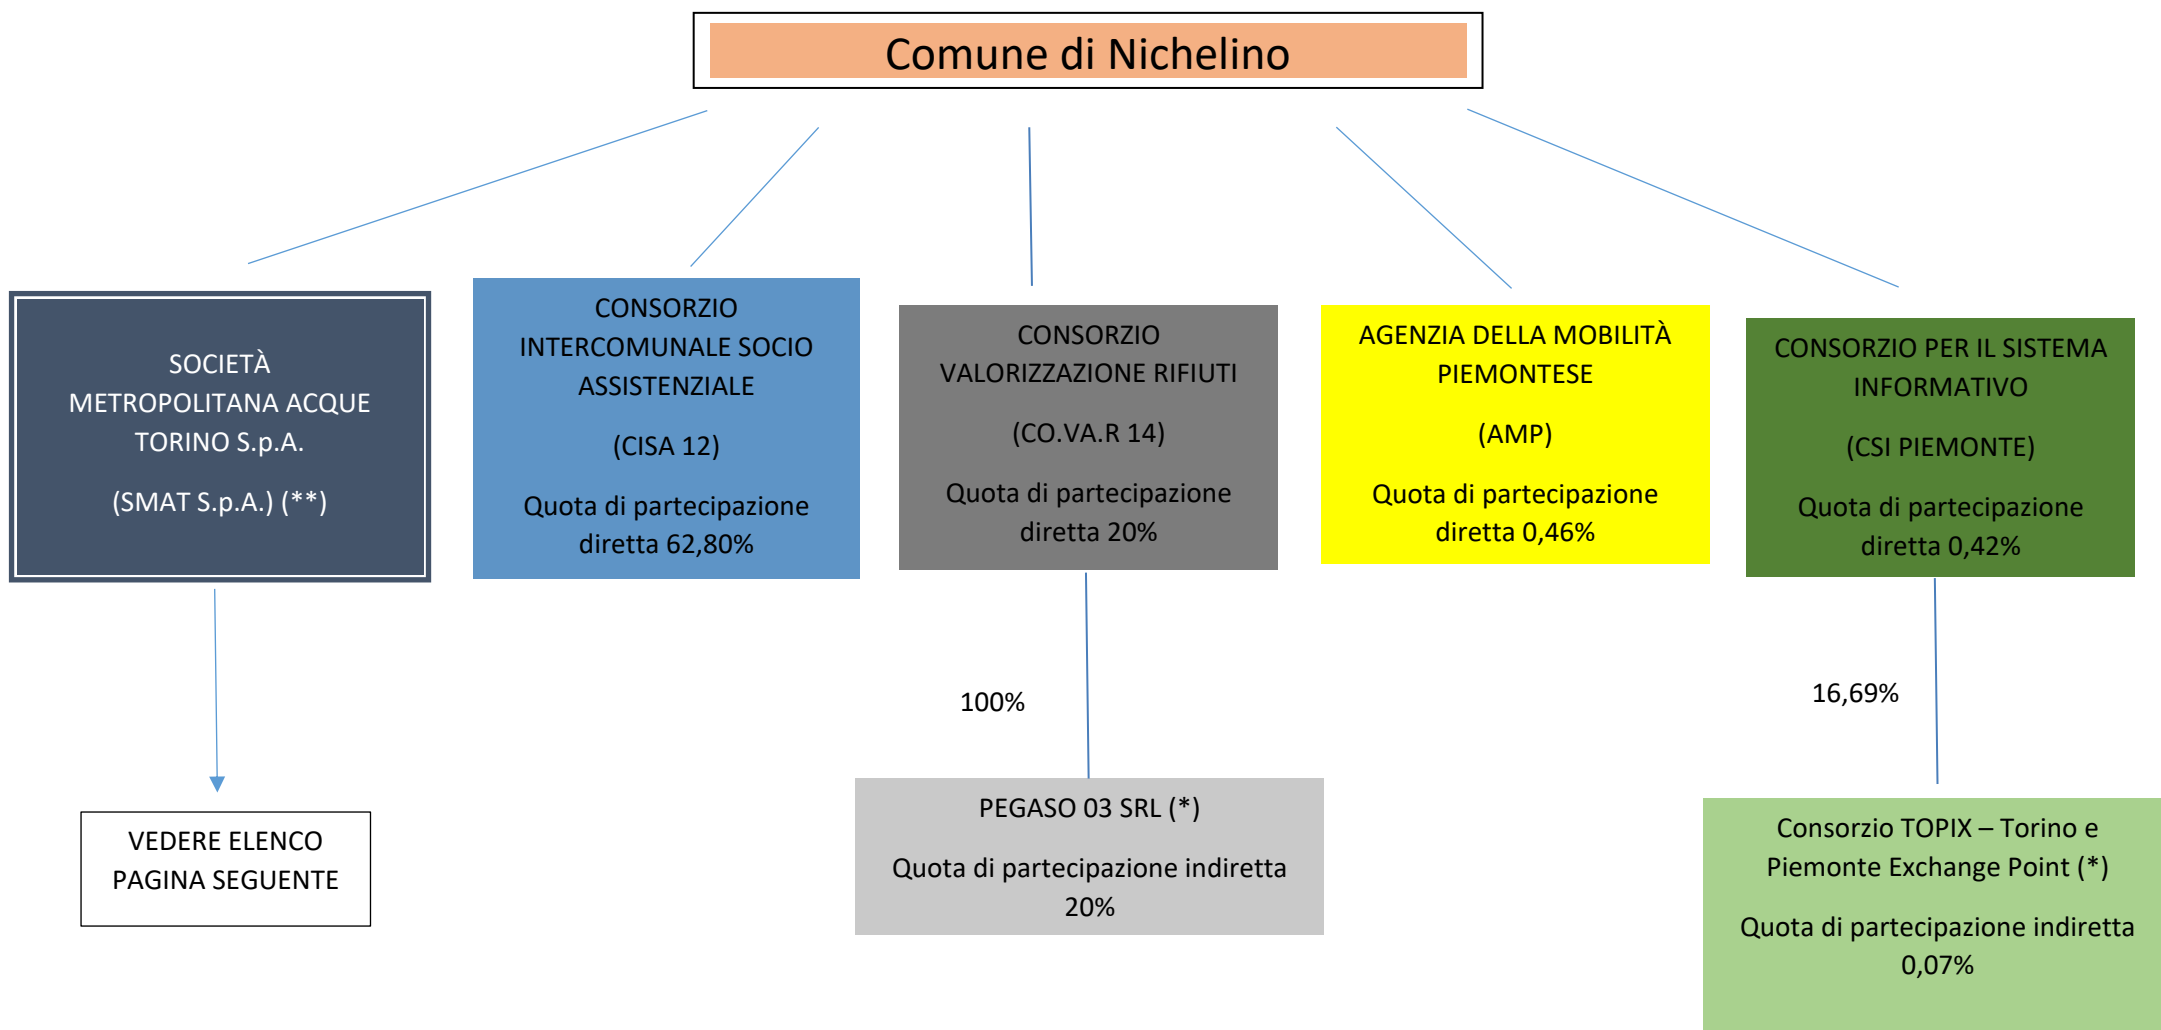 Comune di Nichelino
SOCIETÀ
METROPOLITANA ACQUE
TORINO S.p.A.
(SMAT S.p.A.) (**)
CONSORZIO
INTERCOMUNALE SOCIO
ASSISTENZIALE
(CISA 12)
Quota di partecipazione
diretta 62,80%
CONSORZIO
VALORIZZAZIONE RIFIUTI
(CO.VA.R 14)
Quota di partecipazione
diretta 20%
AGENZIA DELLA MOBILITÀ
PIEMONTESE
(AMP)
Quota di partecipazione
diretta 0,46%
CONSORZIO PER IL SISTEMA
INFORMATIVO
(CSI PIEMONTE)
Quota di partecipazione
diretta 0,42%
100%
16,69%
VEDERE ELENCO
PAGINA SEGUENTE
PEGASO 03 SRL (*)
Quota di partecipazione indiretta
20%
Consorzio TOPIX – Torino e
Piemonte Exchange Point (*)
Quota di partecipazione indiretta
0,07%